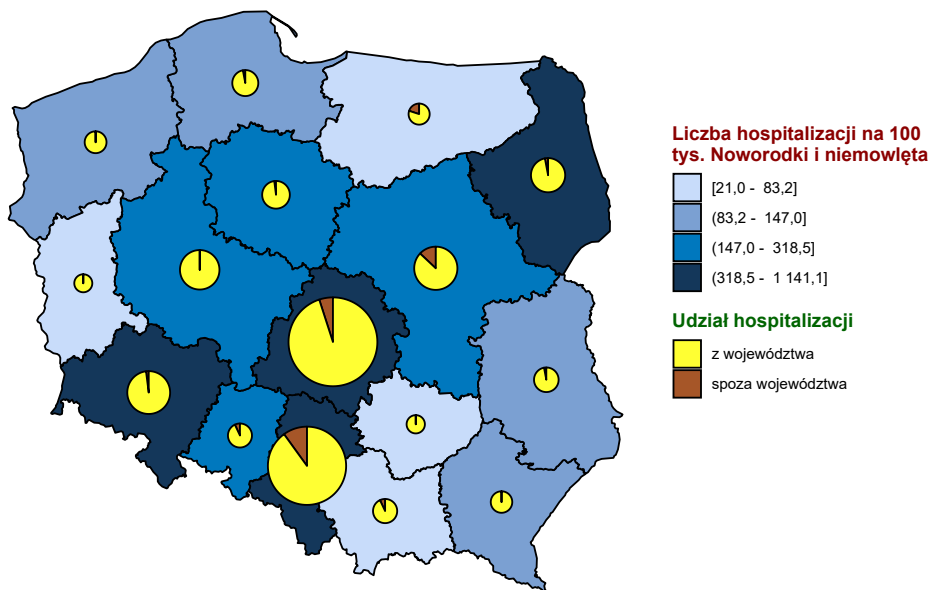 Liczba hospitalizacji na 100
tys. Noworodki i niemowlęta
[21,0 - 83,2]
(83,2 - 147,0]
(147,0 - 318,5]
(318,5 - 1 141,1]
Udział hospitalizacji
z województwa
spoza województwa